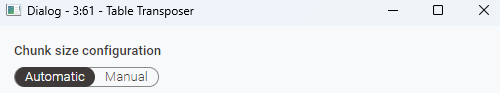 Dialog - 3:61 - Table Transposer
Chunk size configuration
Automatic Manual